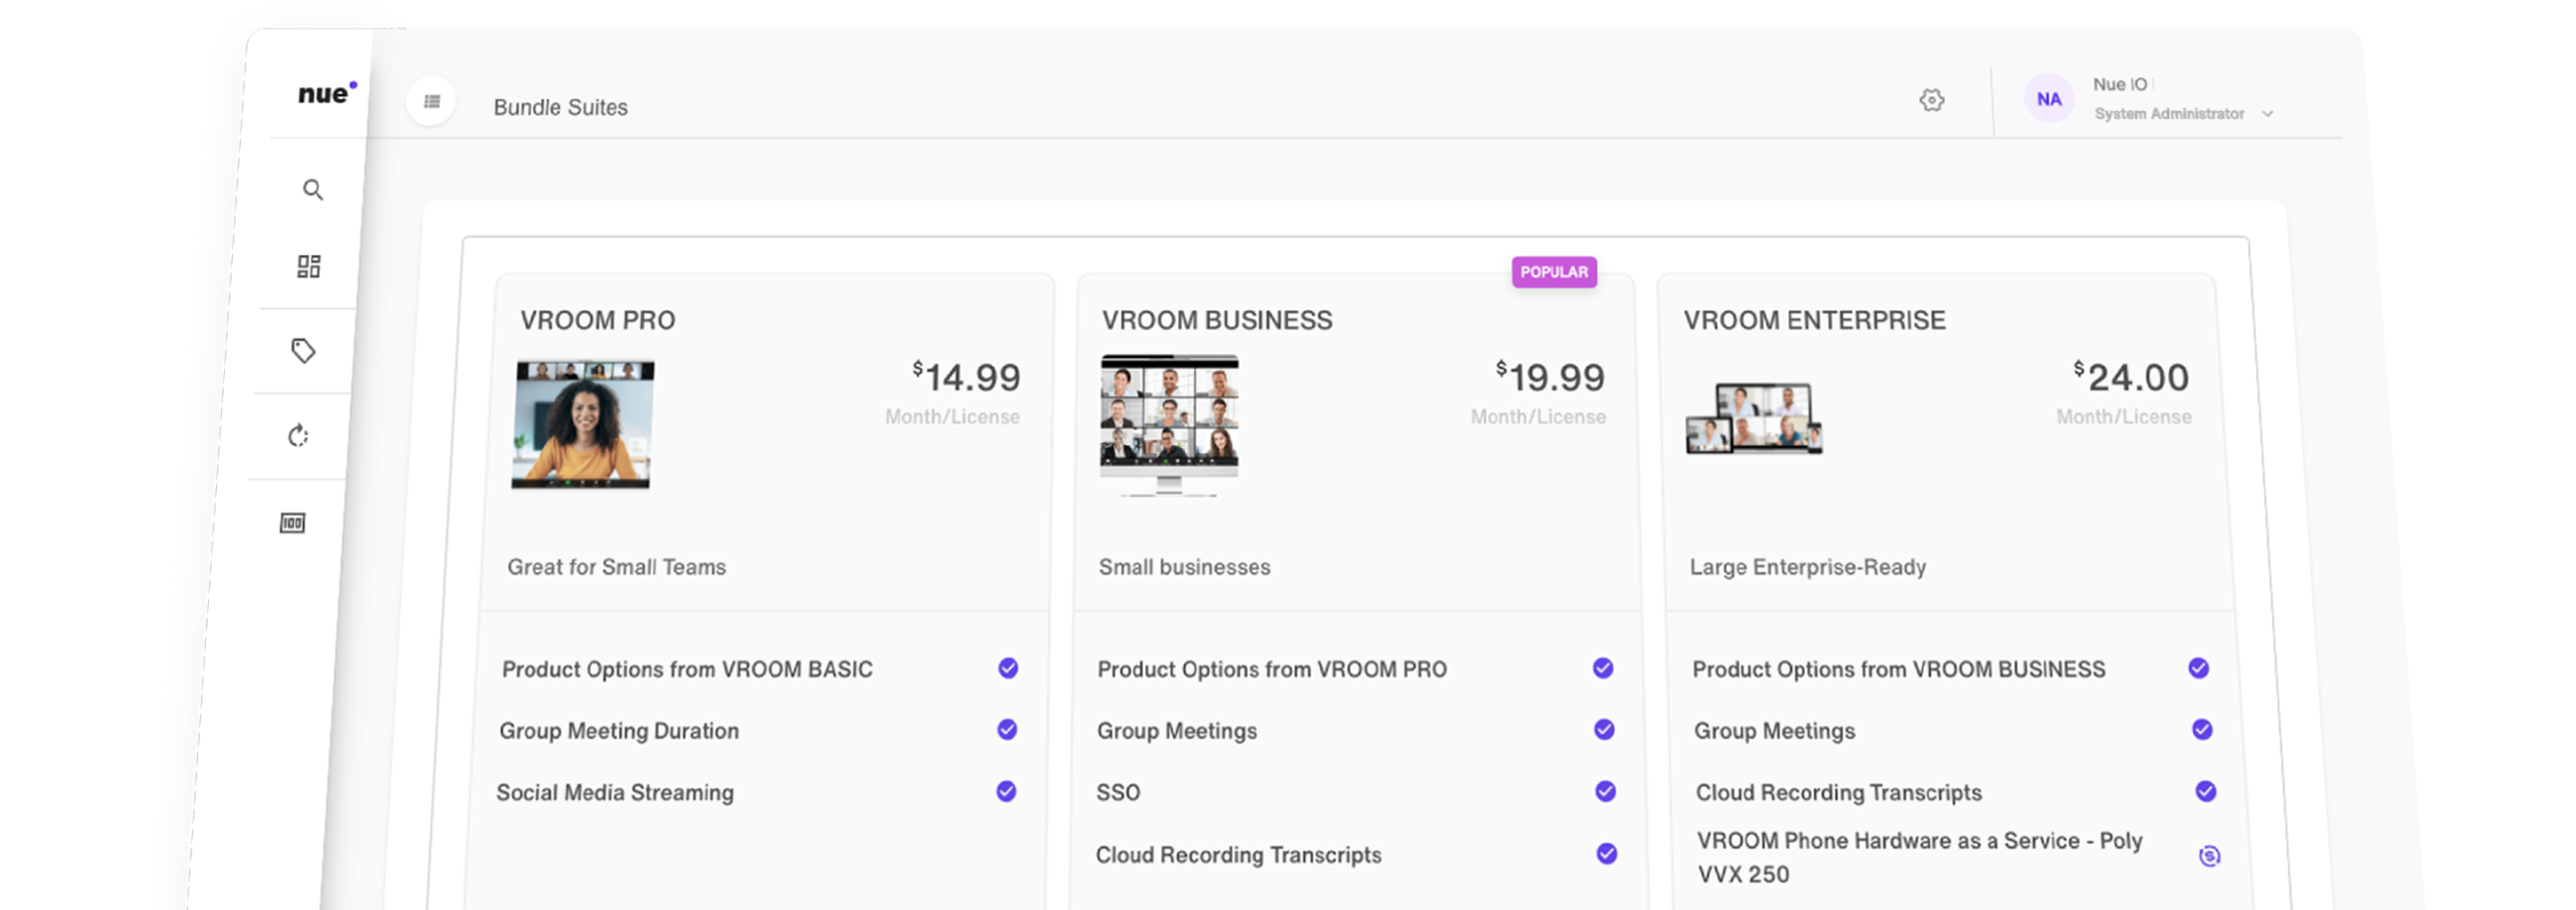 nue
Bundle Suites
NA
Nue IO
System Administrator
POPULAR
VROOM PRO
$14.99
Month/License
Great for Small Teams
Product Options from VROOM BASIC
Group Meeting Duration
Social Media Streaming
VROOM BUSINESS
$19.99
Month/License
Small businesses
Product Options from VROOM PRO
Group Meetings
SSO
Cloud Recording Transcripts
VROOM ENTERPRISE
$24.00
Month/License
Large Enterprise-Ready
Product Options from VROOM BUSINESS
Group Meetings
Cloud Recording Transcripts
VROOM Phone Hardware as a Service - Poly
VVX 250
100